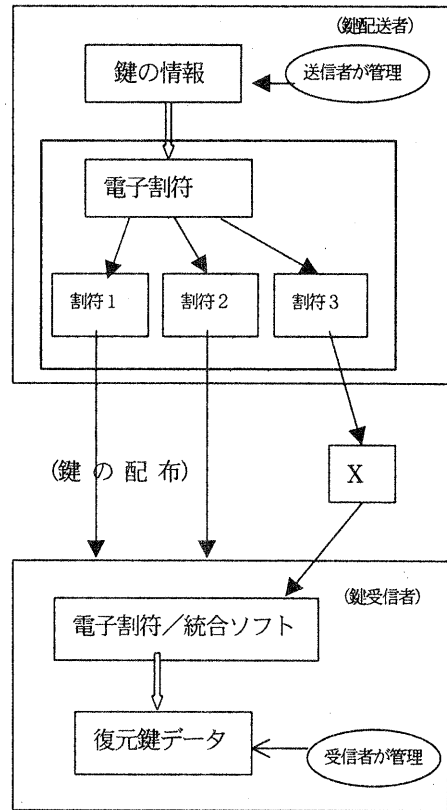 (鍵配送者)
鍵の情報
送信者が管理
電子割符
割符1
割符2
割符3
(鍵 の 配 布)
X
(鍵受信者)
電子割符/統合ソフト
復元鍵データ
受信者が管理